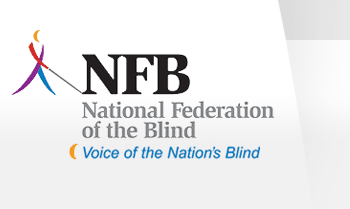 NFB
National Federation
of the Blind
Voice of the Nation's Blind